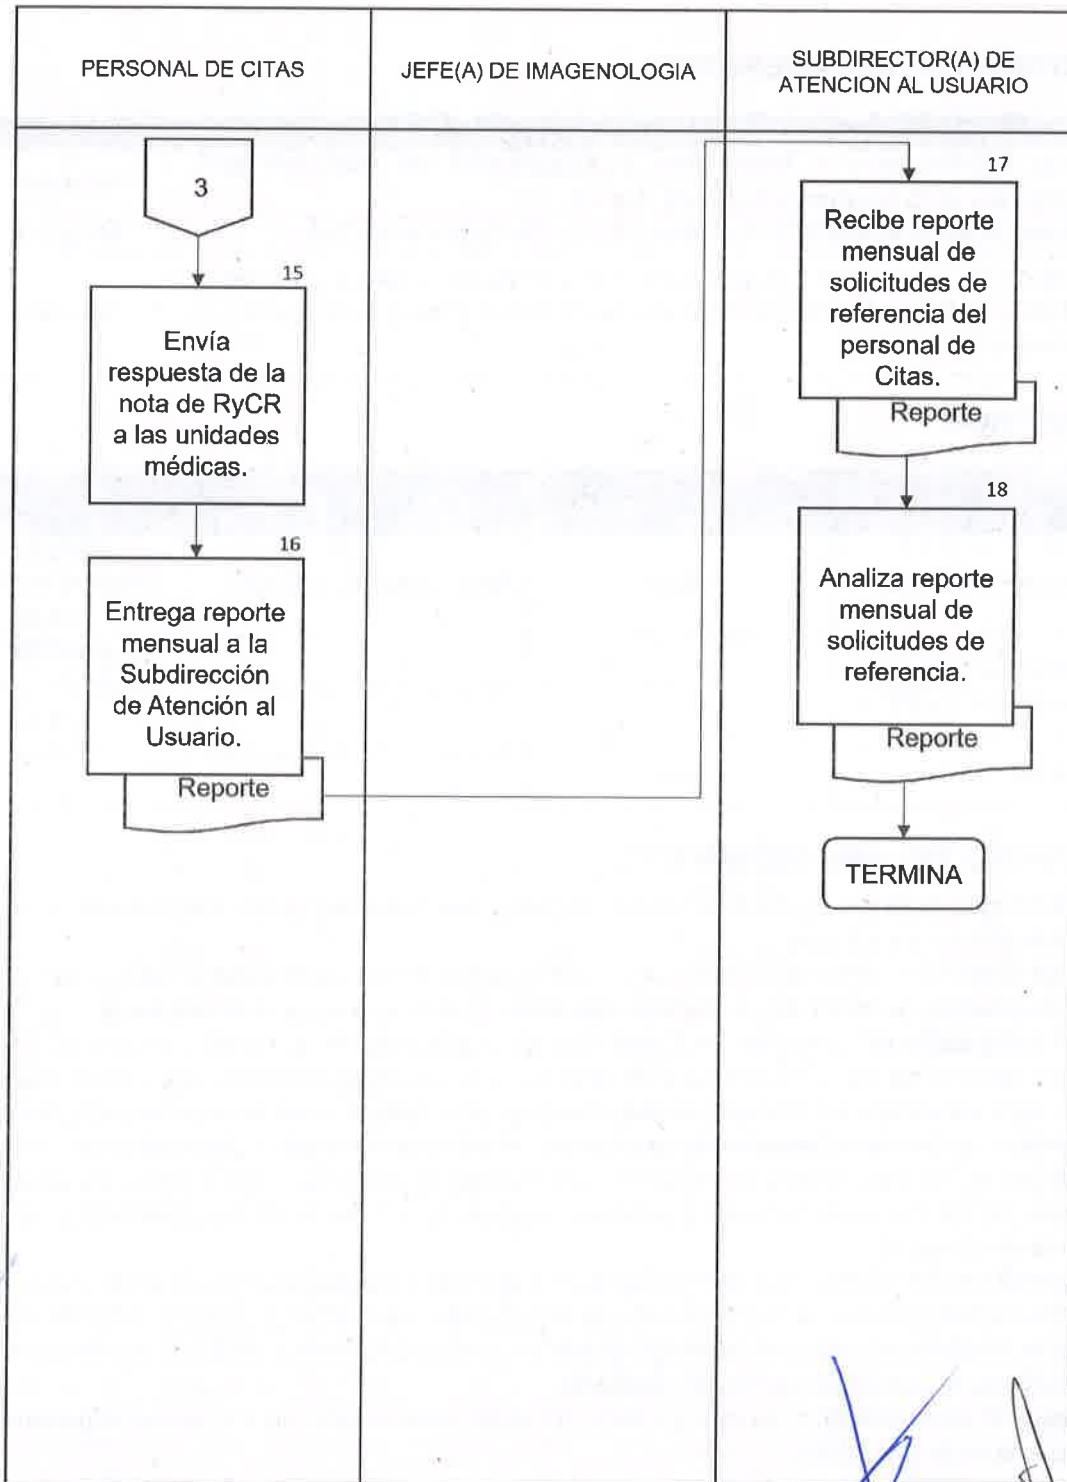 PERSONAL DE CITAS
JEFE(A) DE IMAGENOLOGIA
SUBDIRECTOR(A) DE
ATENCION AL USUARIO
3
15
Envía
respuesta de la
nota de RyCR
a las unidades
médicas.
16
Entrega reporte
mensual a la
Subdirección
de Atención al
Usuario.
Reporte
17
Recibe reporte
mensual de
solicitudes de
referencia del
personal de
Citas.
Reporte
18
Analiza reporte
mensual de
solicitudes de
referencia.
Reporte
TERMINA